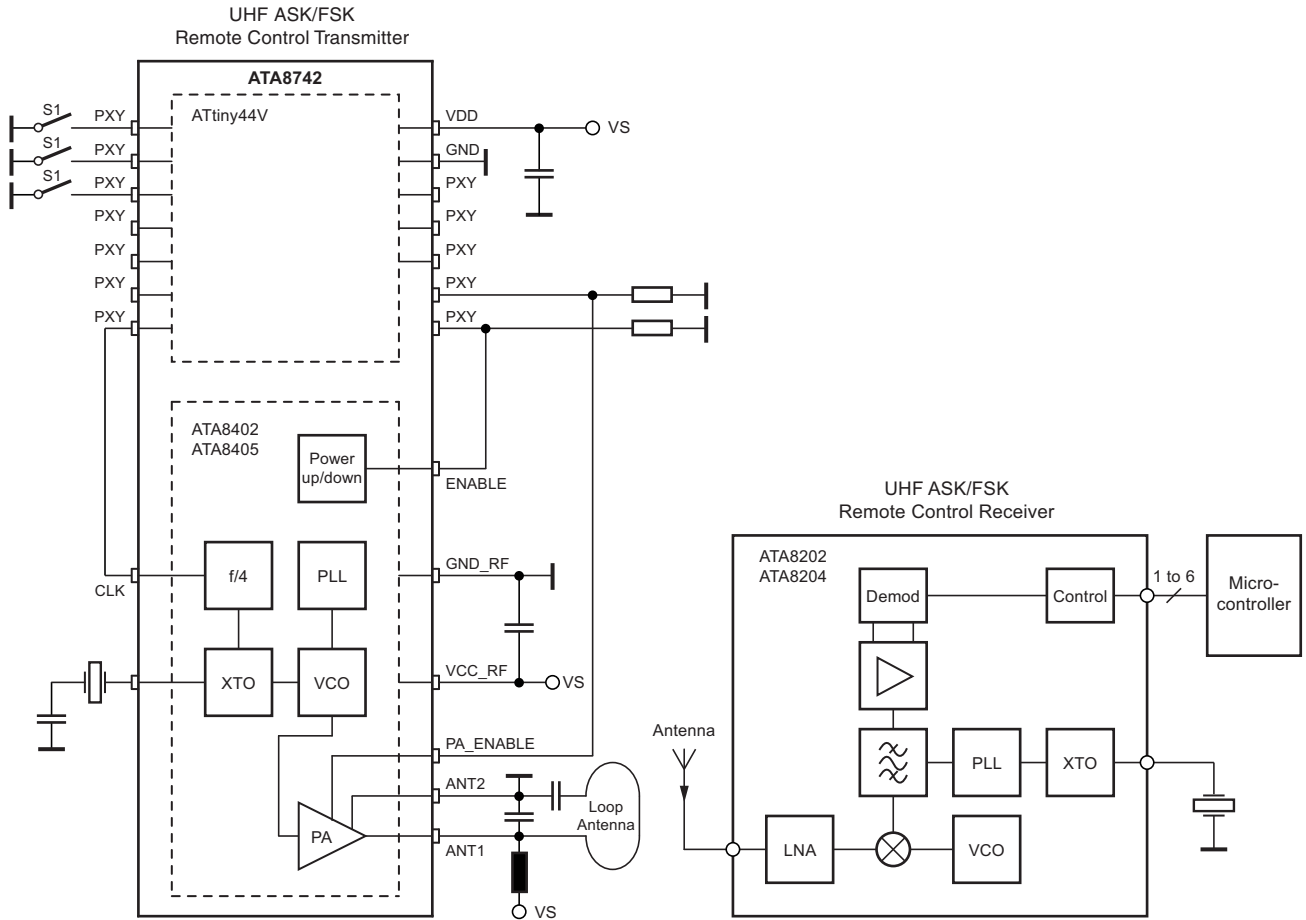 UHF ASK/FSK
Remote Control Transmitter
ATA8742
ATtiny44V
S1
PXY
S1
PXY
S1
PXY
PXY
PXY
PXY
PXY
VDD
VS
GND
PXY
PXY
PXY
PXY
PXY
ATA8402
ATA8405
Power
up/down
ENABLE
f/4
PLL
GND_RF
CLK
XTO
VCO
VCC_RF
VS
PA_ENABLE
ANT2
Loop
Antenna
PA
ANT1
VS
UHF ASK/FSK
Remote Control Receiver
ATA8202
ATA8204
Demod
Control
1 to 6
Micro-
controller
Antenna
PLL
XTO
LNA
VCO